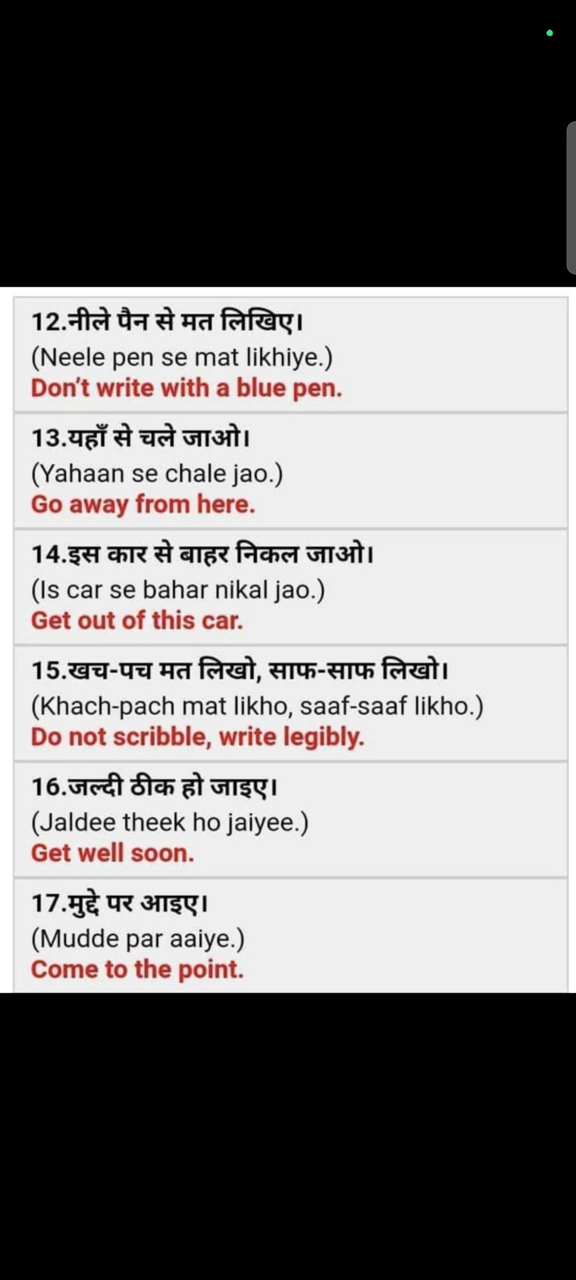 12.नीले पैन से मत लिखिए।
(Neele pen se mat likhiye.)
Don't write with a blue pen.
13.यहाँ से चले जाओ।
(Yahaan se chale jao.)
Go away from here.
14.इस कार से बाहर निकल जाओ।
(Is car se bahar nikal jao.)
Get out of this car.
15.खच-पच मत लिखो, साफ-साफ लिखो।
(Khach-pach mat likho, saaf-saaf likho.)
Do not scribble, write legibly.
16.जल्दी ठीक हो जाइए।
(Jaldee theek ho jaiyee.)
Get well soon.
17.मुद्दे पर आइए।
(Mudde par aaiye.)
Come to the point.